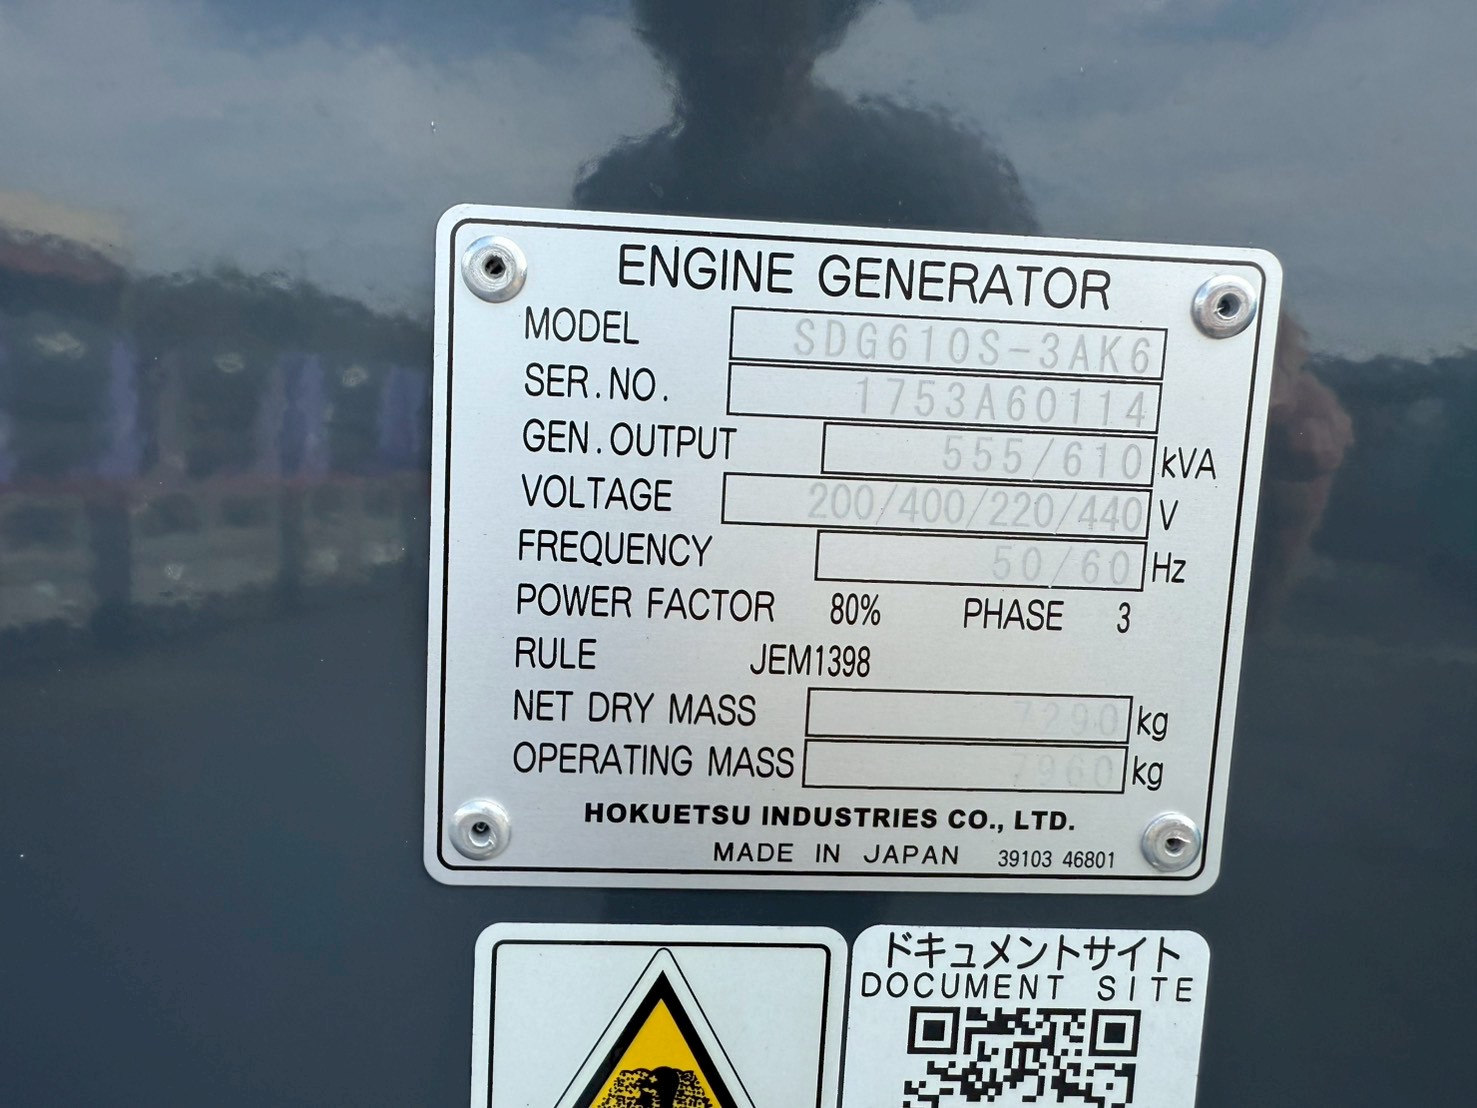 ENGINE GENERATOR
MODEL SDG610S-3AK6
SER.NO. 1753A60114
GEN.OUTPUT 555/610 kVA
VOLTAGE 200/400/220/440 V
FREQUENCY 50/60 Hz
POWER FACTOR 80% PHASE 3
RULE JEM1398
NET DRY MASS 7290 kg
OPERATING MASS 7960 kg
HOKUETSU INDUSTRIES CO., LTD.
MADE IN JAPAN 39103 46801
ドキュメントサイト
DOCUMENT SITE